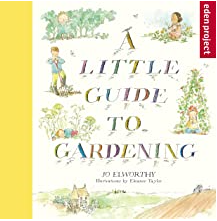 eden project
A
LITTLE
GUIDE
TO
GARDENING
JO ELWORTHY
Illustrations by Eleanor Taylor